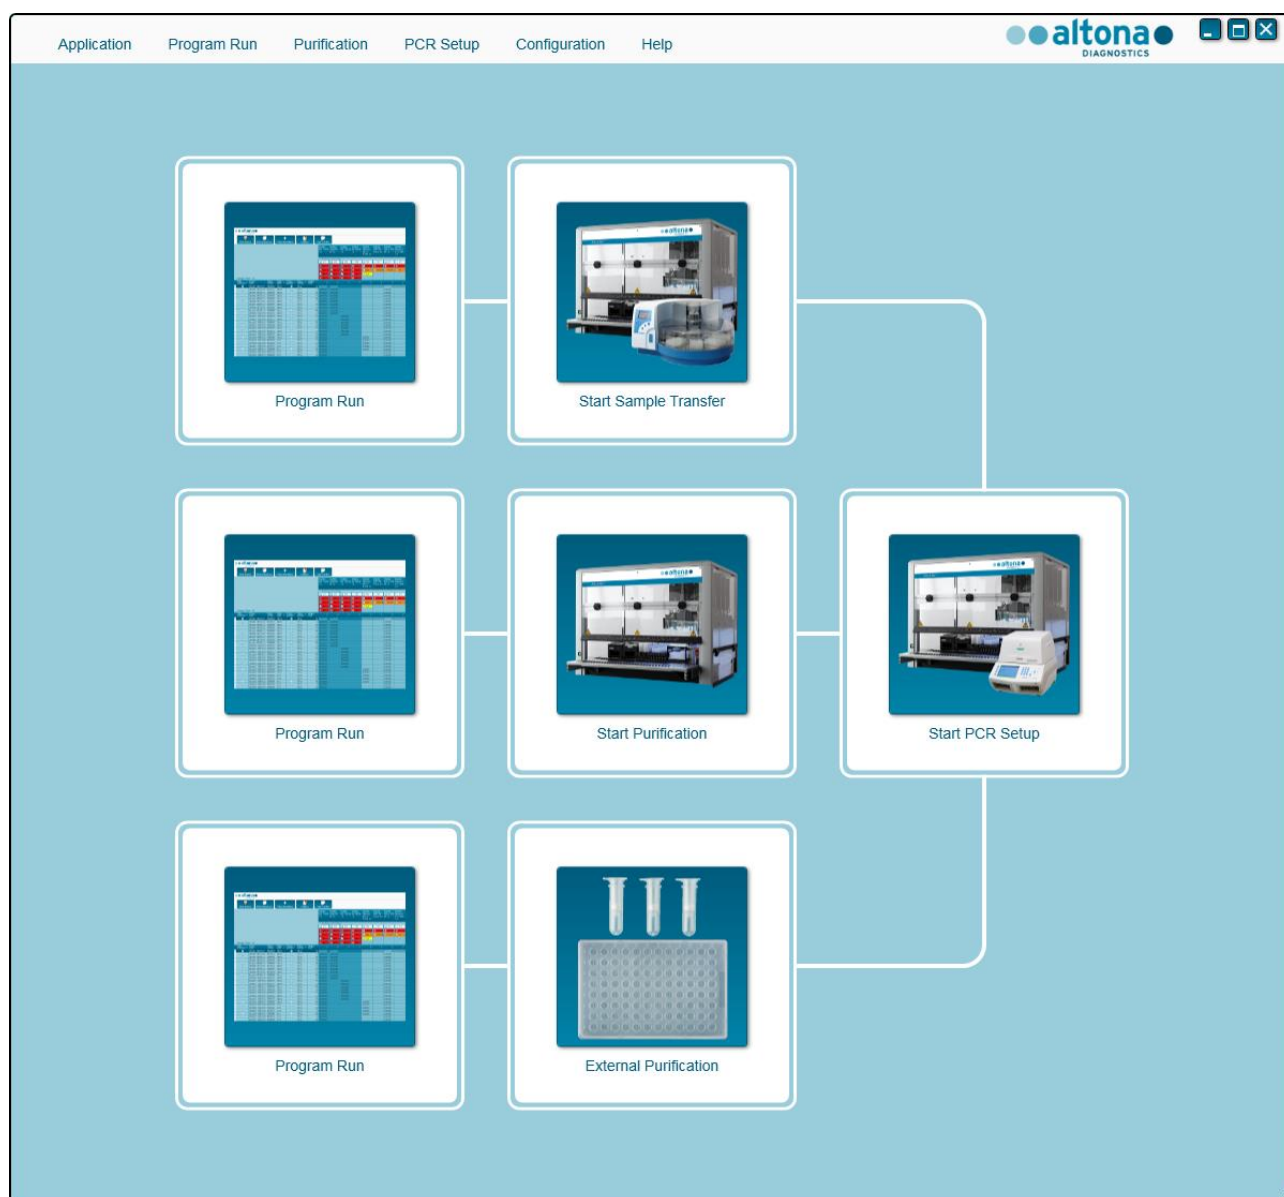 Application Program Run Purification PCR Setup Configuration Help
altona
DIAGNOSTICS
Program Run
Start Sample Transfer
Program Run
Start Purification
Start PCR Setup
Program Run
External Purification